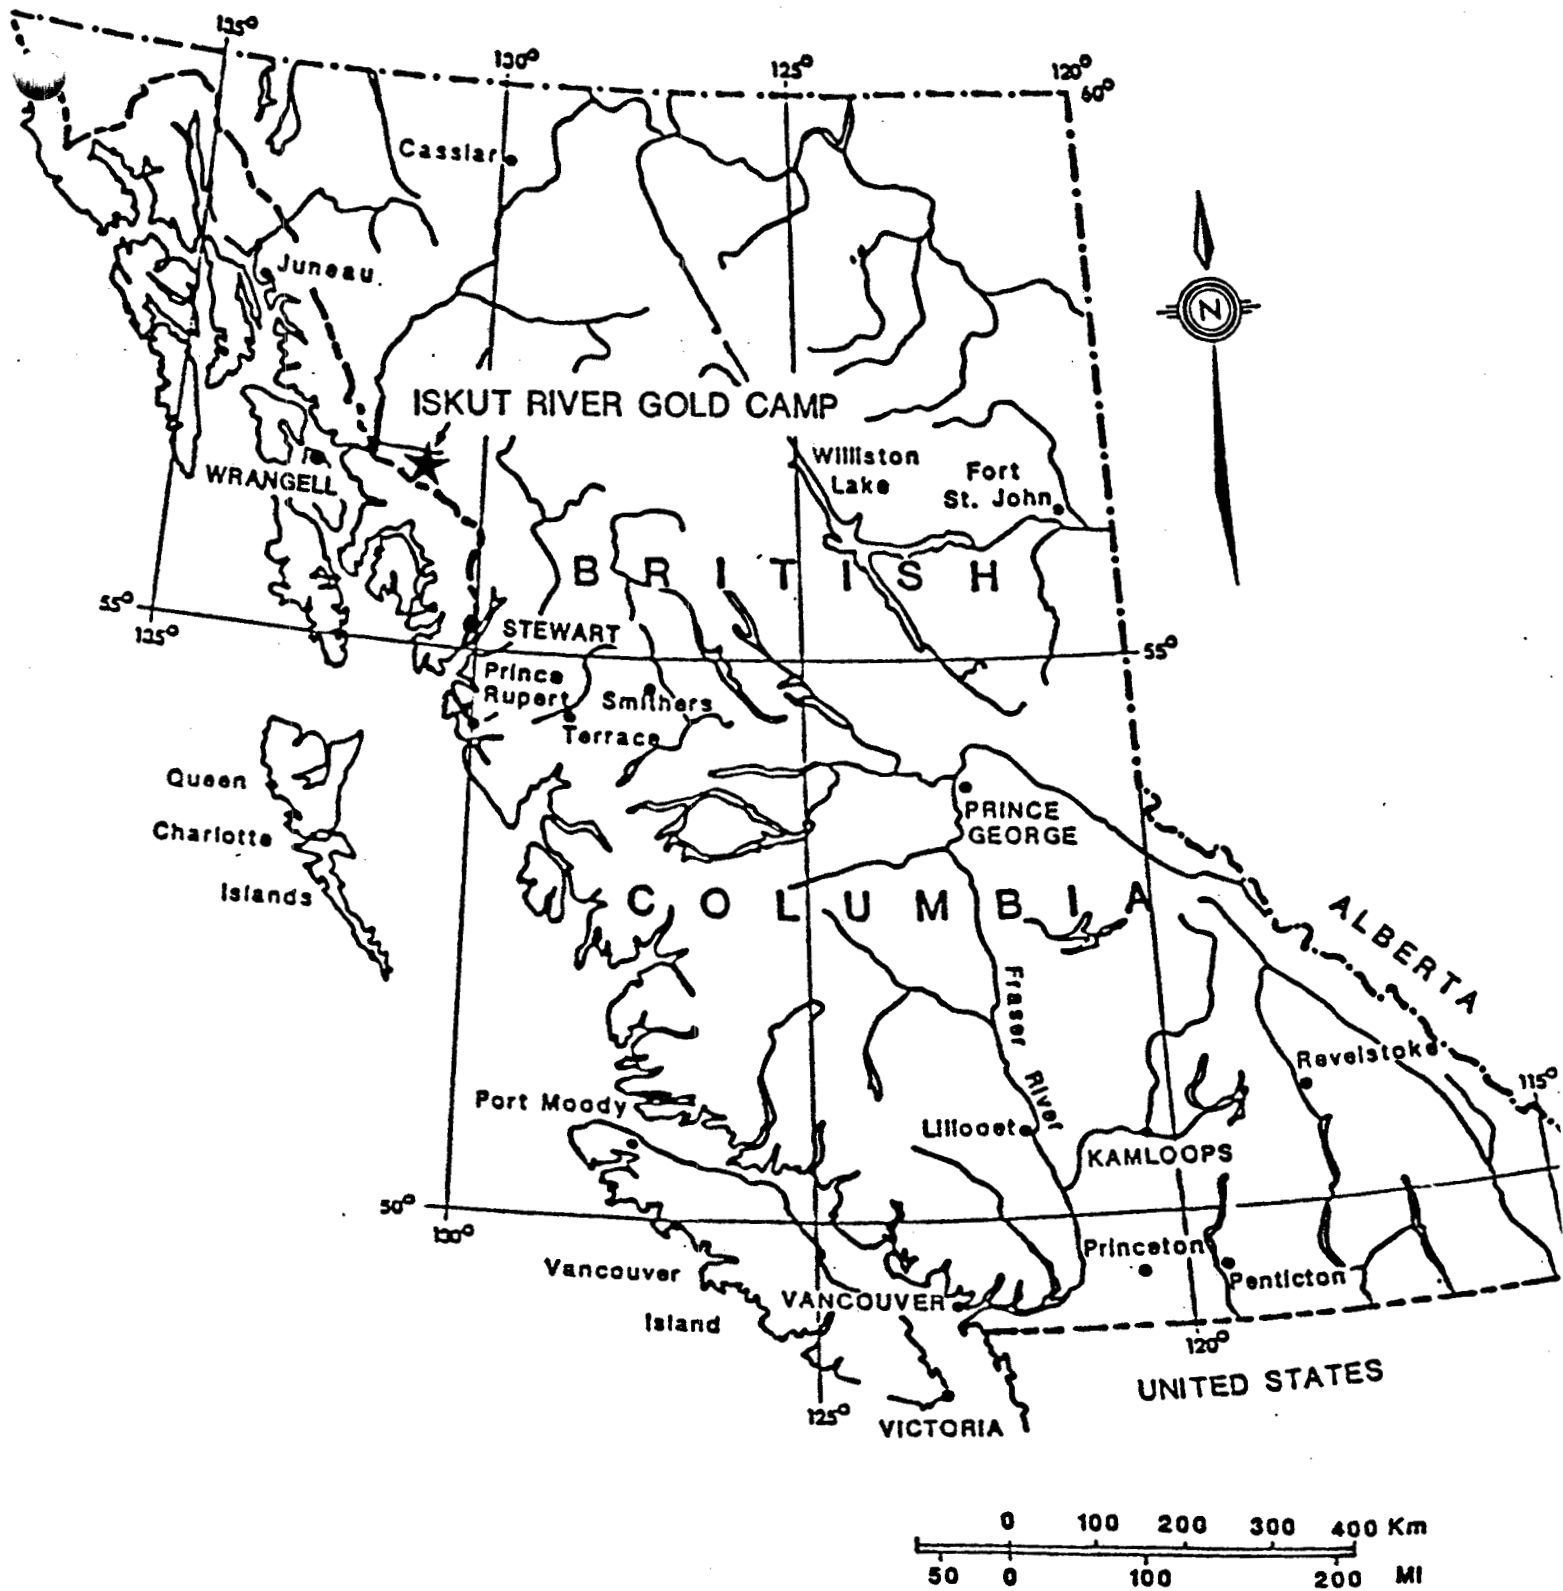 135°
130°
125°
120°
60°
Cassiar
Juneau
N
ISKUT RIVER GOLD CAMP
WRANGELL
Williston
Lake
Fort
St. John
BRITISH
55°
135°
STEWART
55°
Prince
Rupert
Smithers
Terrace
Queen
Charlotte
Islands
PRINCE
GEORGE
COLUMBIA
ALBERTA
Fraser River
Revelstoke
115°
Port Moody
Lillooet
KAMLOOPS
50°
130°
Princeton
Penticton
Vancouver
Island
VANCOUVER
120°
UNITED STATES
125°
VICTORIA
0 100 200 300 400 Km
50 0 100 200 MI